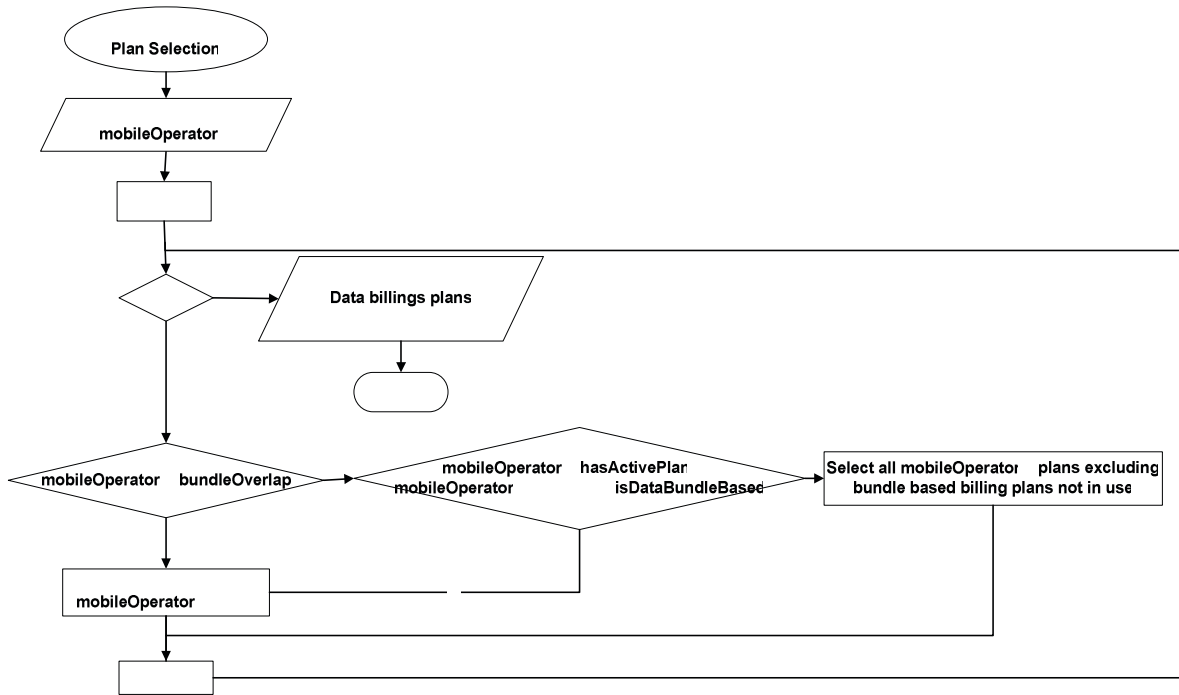 Plan Selection
mobileOperator
Data billings plans
mobileOperator bundleOverlap
mobileOperator hasActivePlan
mobileOperator isDataBundleBased
Select all mobileOperator plans excluding
bundle based billing plans not in use
mobileOperator